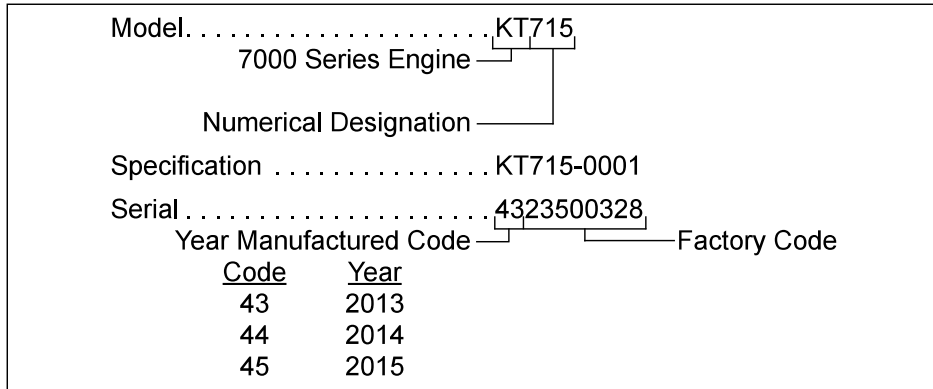 Model. . . . . . . . . . . . . . . . . . . . . KT715
7000 Series Engine
Numerical Designation
Specification . . . . . . . . . . . . . . . KT715-0001
Serial . . . . . . . . . . . . . . . . . . . . . 4323500328
Year Manufactured Code Factory Code
Code Year
43 2013
44 2014
45 2015